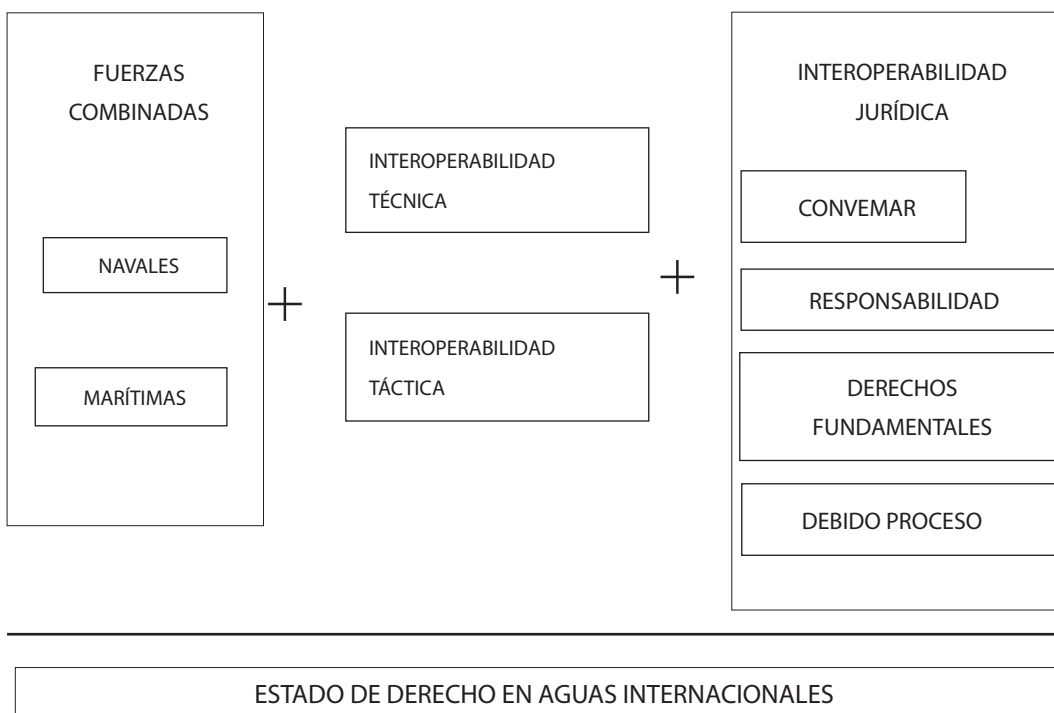 FUERZAS
COMBINADAS
NAVALES
MARÍTIMAS
+
INTEROPERABILIDAD
TÉCNICA
INTEROPERABILIDAD
TÁCTICA
+
INTEROPERABILIDAD
JURÍDICA
CONVEMAR
RESPONSABILIDAD
DERECHOS
FUNDAMENTALES
DEBIDO PROCESO
ESTADO DE DERECHO EN AGUAS INTERNACIONALES